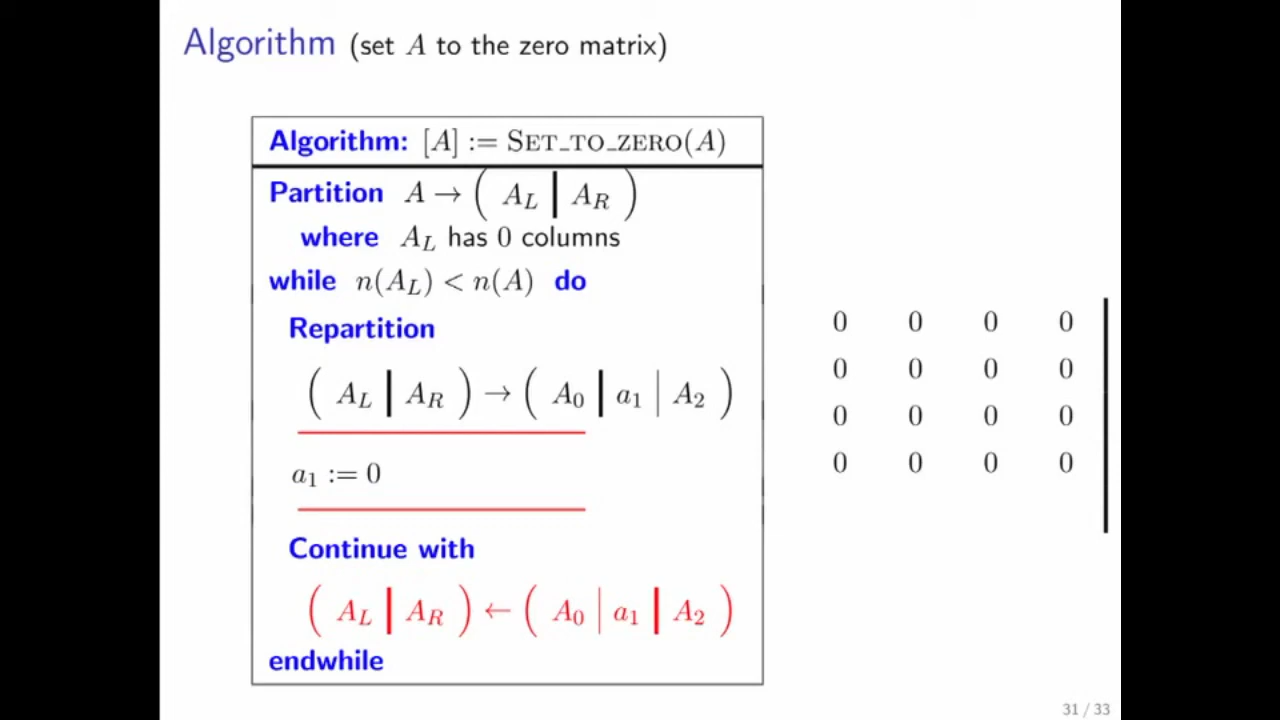 Algorithm (set A to the zero matrix)
Algorithm: [A] := SET_TO_ZERO(A)
Partition A → ( A_L | A_R )
where A_L has 0 columns
while n(A_L) < n(A) do
Repartition
( A_L | A_R ) → ( A_0 | a_1 | A_2 )
a_1 := 0
Continue with
( A_L | A_R ) ← ( A_0 | a_1 | A_2 )
endwhile
0 0 0 0
0 0 0 0
0 0 0 0
0 0 0 0
31 / 33